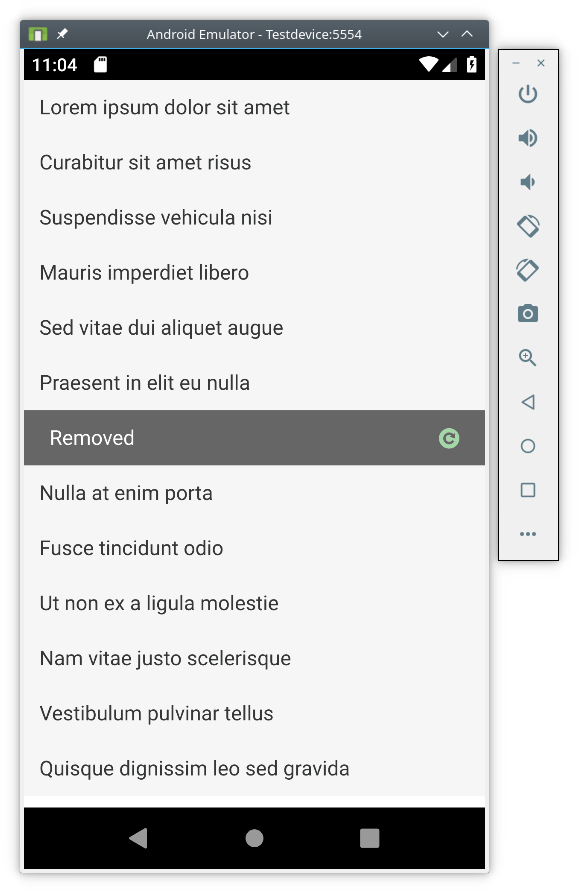 Android Emulator - Testdevice:5554
11:04
Lorem ipsum dolor sit amet
Curabitur sit amet risus
Suspendisse vehicula nisi
Mauris imperdiet libero
Sed vitae dui aliquet augue
Praesent in elit eu nulla
Removed
Nulla at enim porta
Fusce tincidunt odio
Ut non ex a ligula molestie
Nam vitae justo scelerisque
Vestibulum pulvinar tellus
Quisque dignissim leo sed gravida